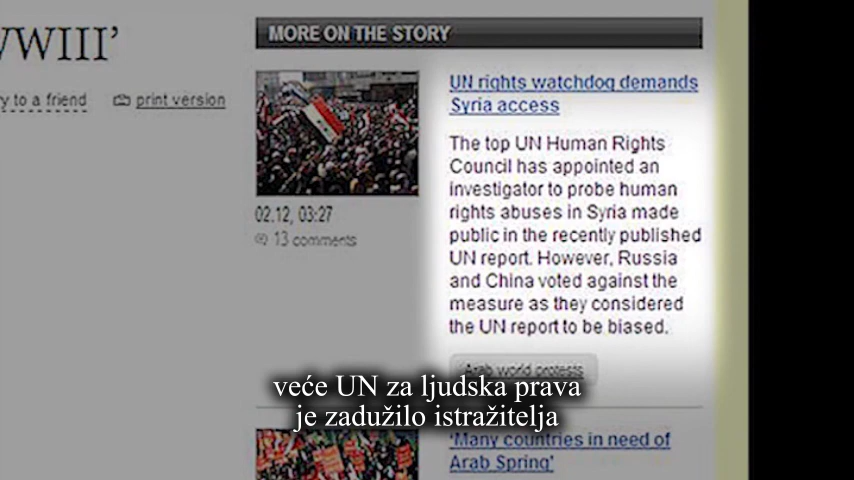 WWIII’
MORE ON THE STORY
y to a friend
print version
UN rights watchdog demands
Syria access
The top UN Human Rights
Council has appointed an
investigator to probe human
rights abuses in Syria made
public in the recently published
UN report. However, Russia
and China voted against the
measure as they considered
the UN report to be biased.
02.12, 03:27
13 comments
Arab world protests
veće UN za ljudska prava
je zadužilo istražitelja
‘Many countries in need of
Arab Spring’